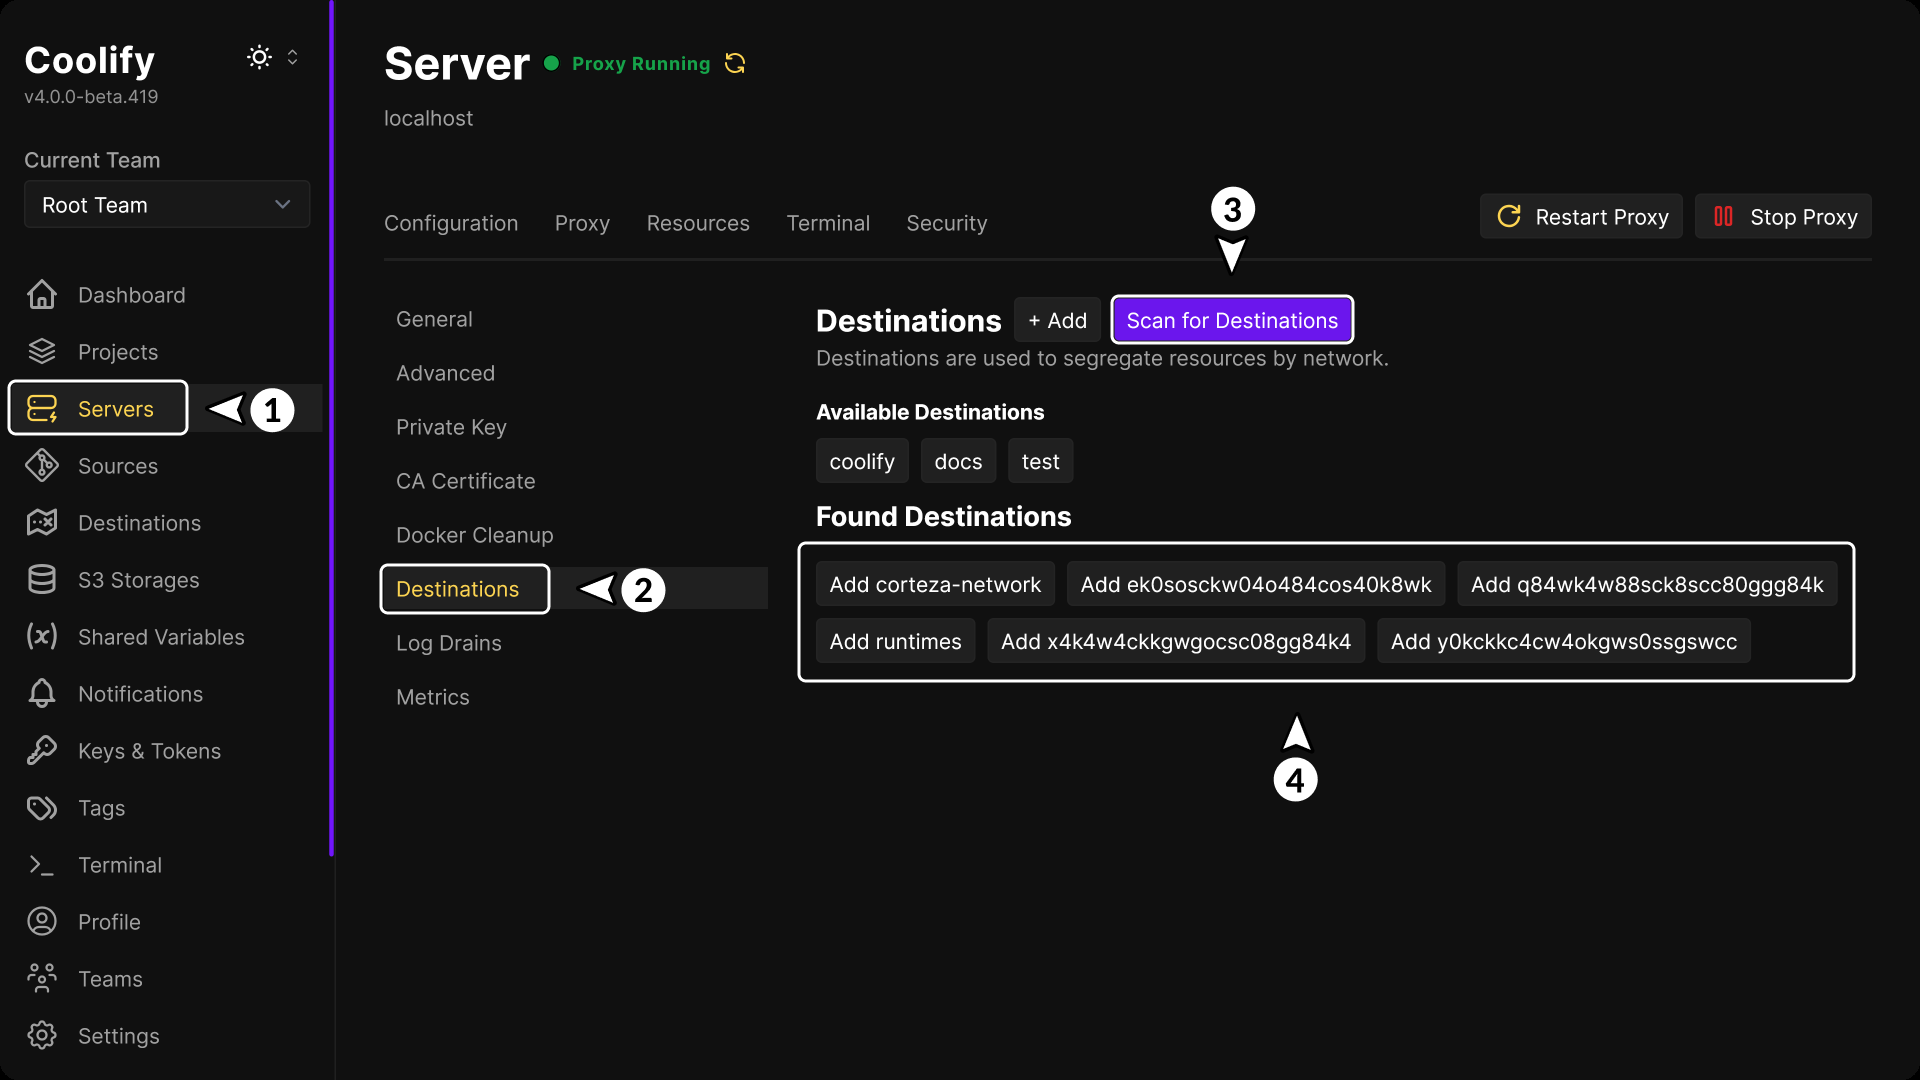 Coolify
v4.0.0-beta.419
Current Team
Root Team
Dashboard
Projects
Servers
1
Sources
Destinations
S3 Storages
Shared Variables
Notifications
Keys & Tokens
Tags
Terminal
Profile
Teams
Settings
Server Proxy Running
localhost
Configuration Proxy Resources Terminal Security
3
Restart Proxy Stop Proxy
General
Advanced
Private Key
CA Certificate
Docker Cleanup
Destinations
2
Log Drains
Metrics
Destinations + Add Scan for Destinations
Destinations are used to segregate resources by network.
Available Destinations
coolify docs test
Found Destinations
Add corteza-network Add ek0sosckw04o484cos40k8wk Add q84wk4w88sck8scc80ggg84k
Add runtimes Add x4k4w4ckkgwgocsc08gg84k4 Add y0kckkc4cw4okgws0ssgswcc
4